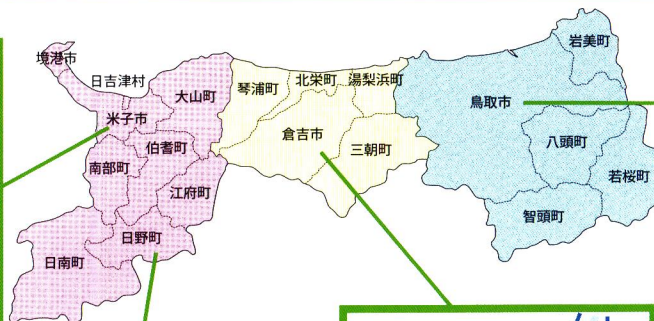 境港市
日吉津村
米子市
大山町
南部町
伯耆町
江府町
日野町
日南町
琴浦町
北栄町
湯梨浜町
倉吉市
三朝町
鳥取市
岩美町
八頭町
若桜町
智頭町